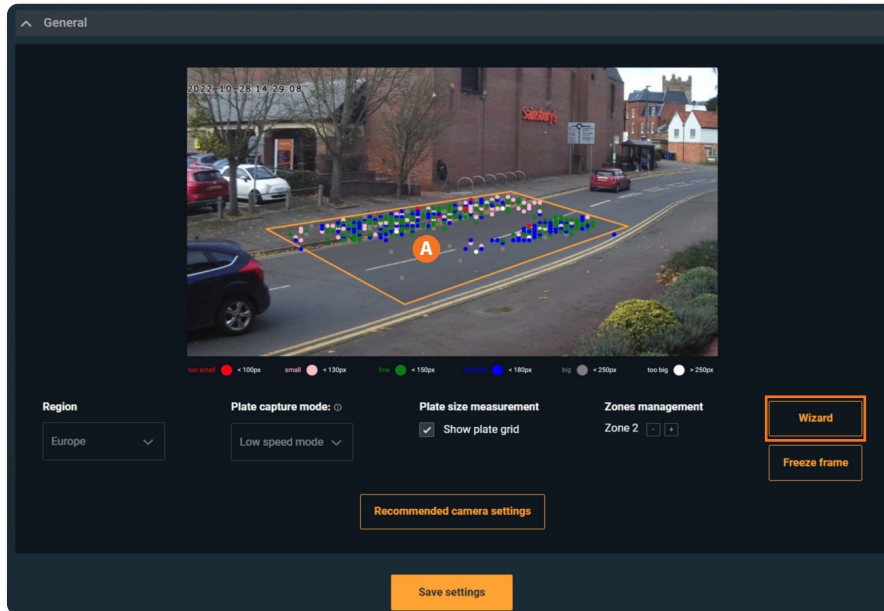 General
2022-10-28 14:29:08
Sainsbury's
A
too small < 100px small < 130px fine < 150px < 180px big < 250px too big > 250px
Region Plate capture mode: Plate size measurement Zones management
Europe Low speed mode Show plate grid Zone 2 - +
Wizard
Freeze frame
Recommended camera settings
Save settings